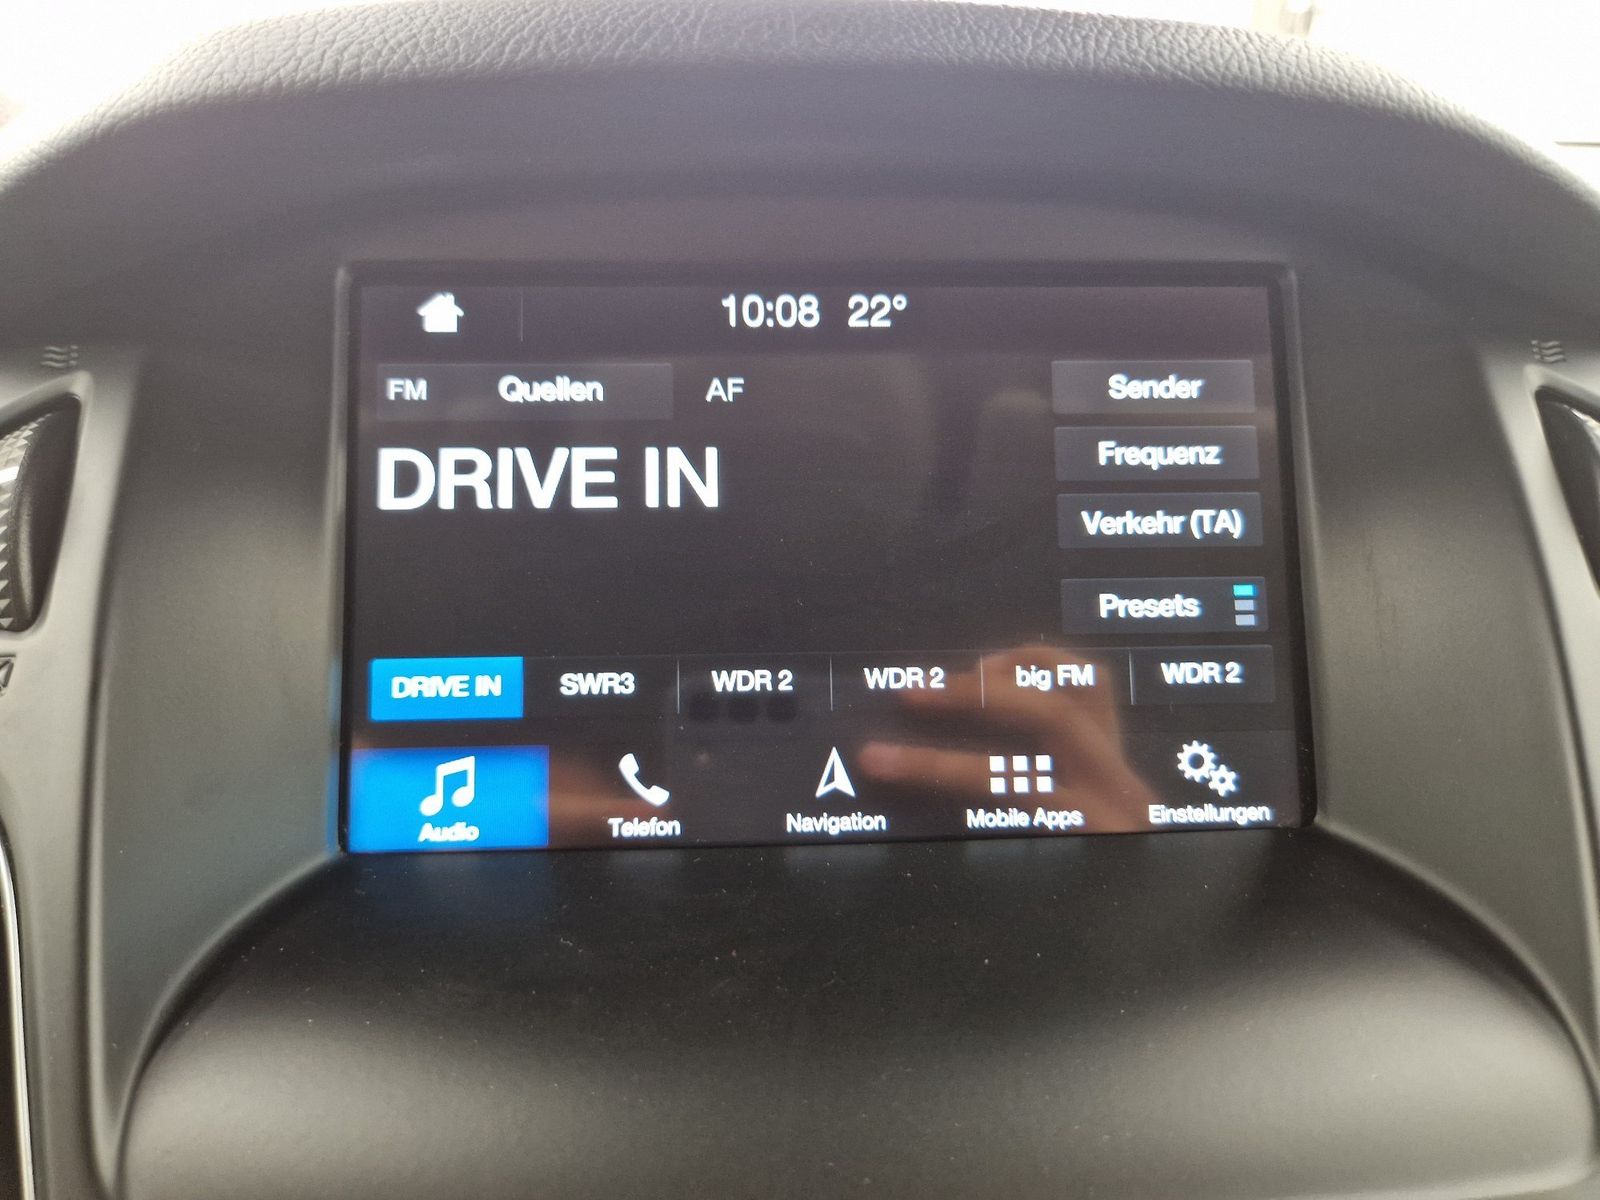 10:08 22°
FM Quellen AF Sender
DRIVE IN
Frequenz
Verkehr (TA)
Presets
DRIVE IN SWR3 WDR 2 WDR 2 big FM WDR 2
Audio Telefon Navigation Mobile Apps Einstellungen